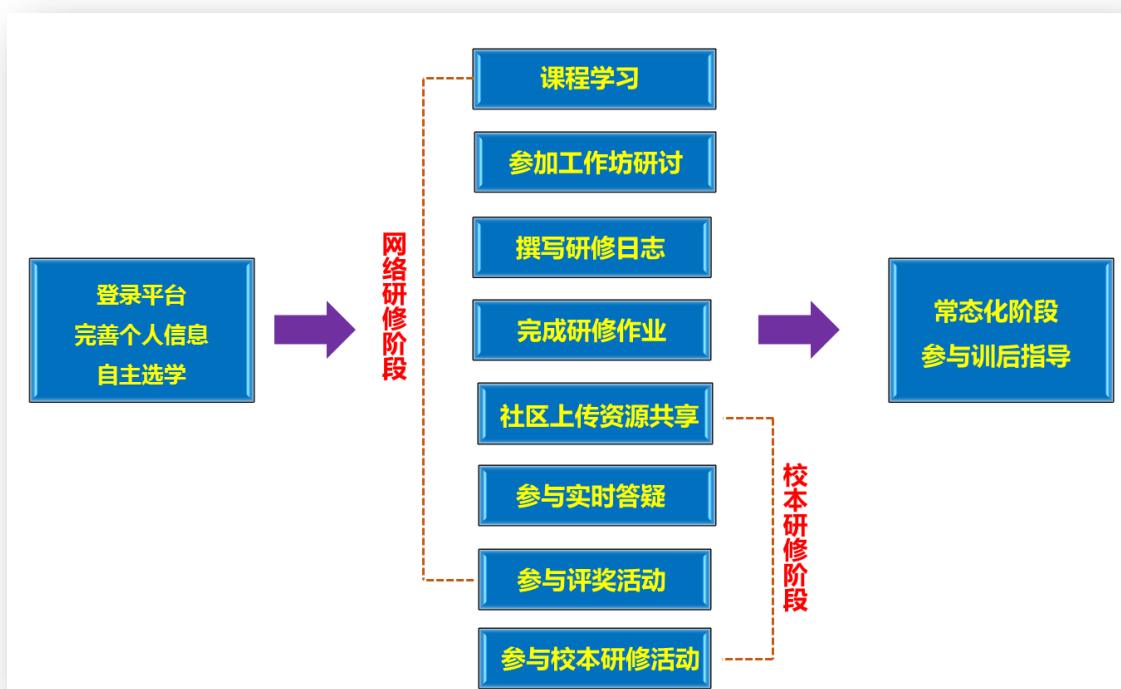 登录平台
完善个人信息
自主选学
网络研修阶段
课程学习
参加工作坊研讨
撰写研修日志
完成研修作业
社区上传资源共享
参与实时答疑
参与评奖活动
参与校本研修活动
校本研修阶段
常态化阶段
参与训后指导